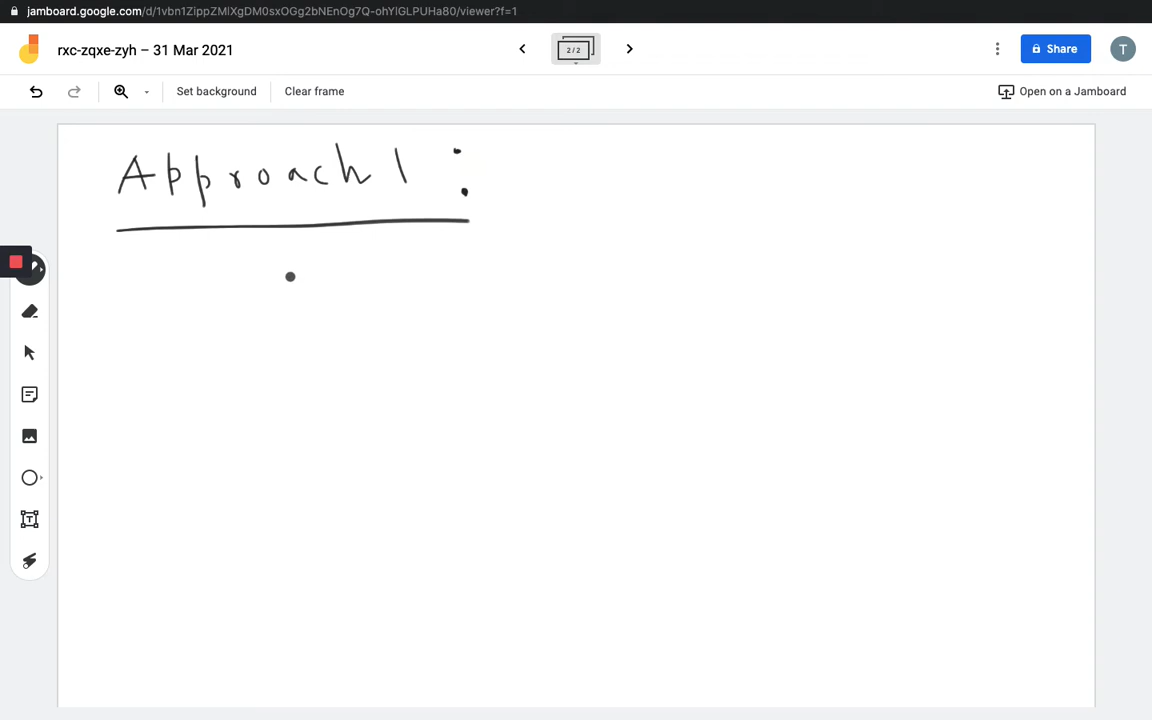 jamboard.google.com/d/1vbn1ZippZMlXgDM0sxOGg2bNEnOg7Q-ohYlGLPUHa80/viewer?f=1
rxc-zqxe-zyh – 31 Mar 2021
2/2
Share
T
Set background
Clear frame
Open on a Jamboard
Approach 1 :